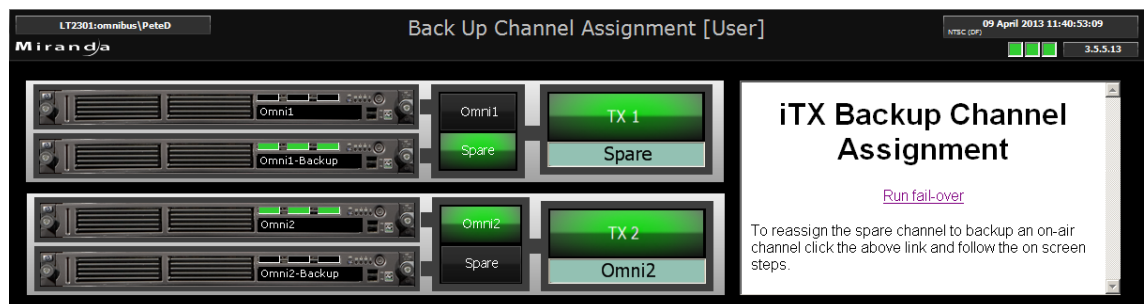 LT2301:omnibus\PeteD
Back Up Channel Assignment [User]
09 April 2013 11:40:53:09
NTSC (DF)
Miranda
3.5.5.13
Omni1
Omni1-Backup
Omni1
Spare
TX 1
Spare
Omni2
Omni2-Backup
Omni2
Spare
TX 2
Omni2
iTX Backup Channel
Assignment
Run fail-over
To reassign the spare channel to backup an on-air
channel click the above link and follow the on screen
steps.